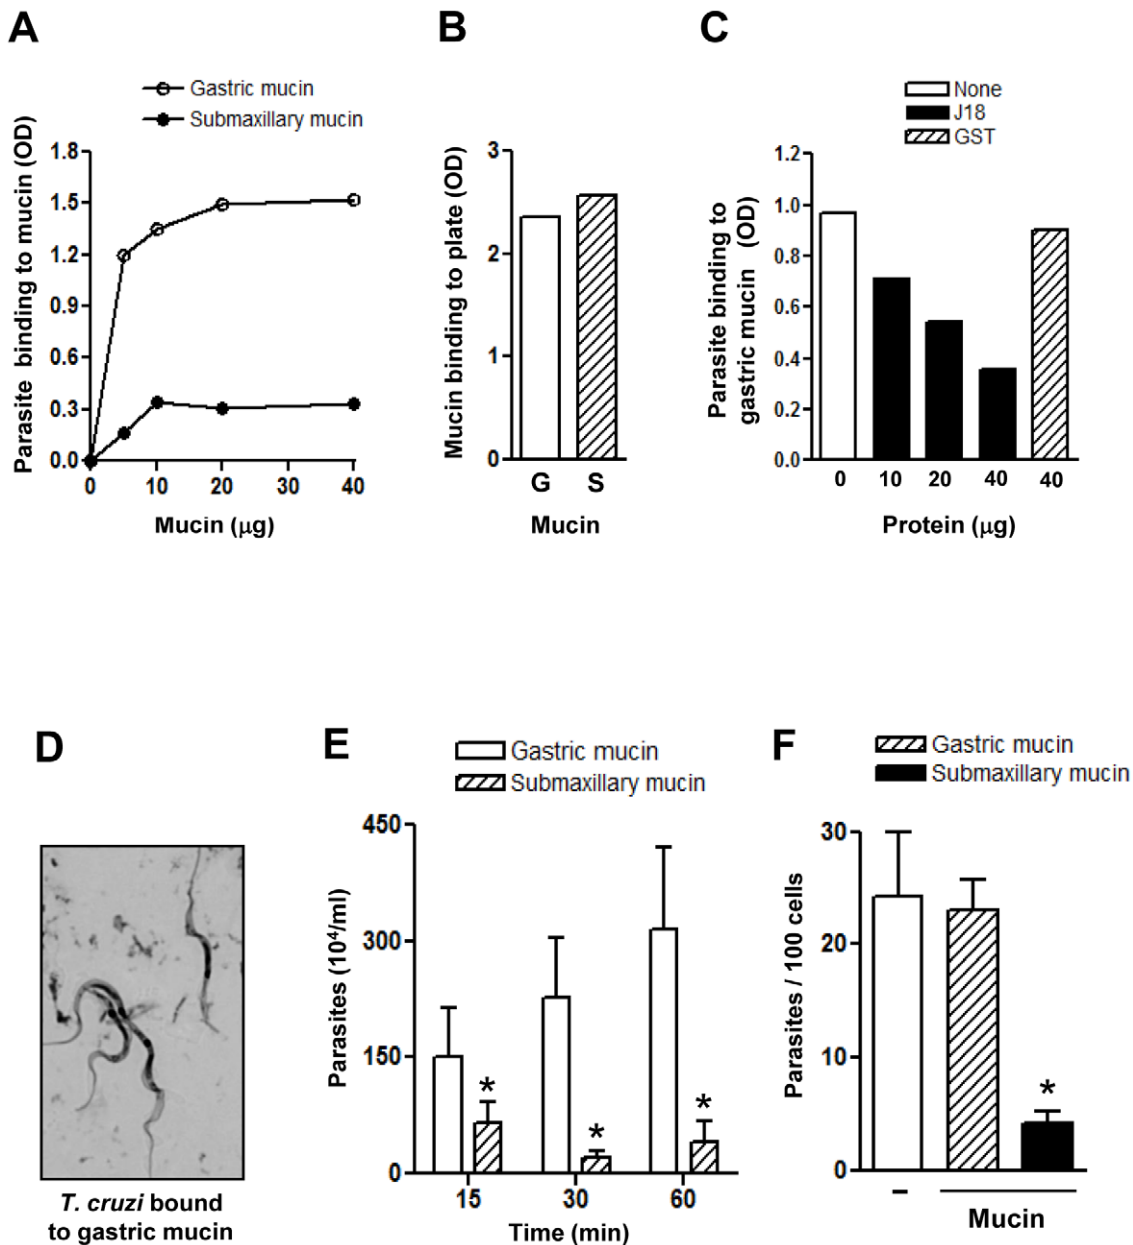 A
Gastric mucin
Submaxillary mucin
Parasite binding to mucin (OD)
1.8
1.5
1.2
0.9
0.6
0.3
0.0
0 10 20 30 40
Mucin (μg)
B
Mucin binding to plate (OD)
3
2
1
0
G S
Mucin
C
None
J18
GST
Parasite binding to
gastric mucin (OD)
1.2
1.0
0.8
0.6
0.4
0.2
0.0
0 10 20 40 40
Protein (μg)
D
T. cruzi bound
to gastric mucin
E
Gastric mucin
Submaxillary mucin
Parasites (10⁴/ml)
450
300
150
0
* * *
15 30 60
Time (min)
F
Gastric mucin
Submaxillary mucin
Parasites / 100 cells
30
20
10
0
*
–
Mucin